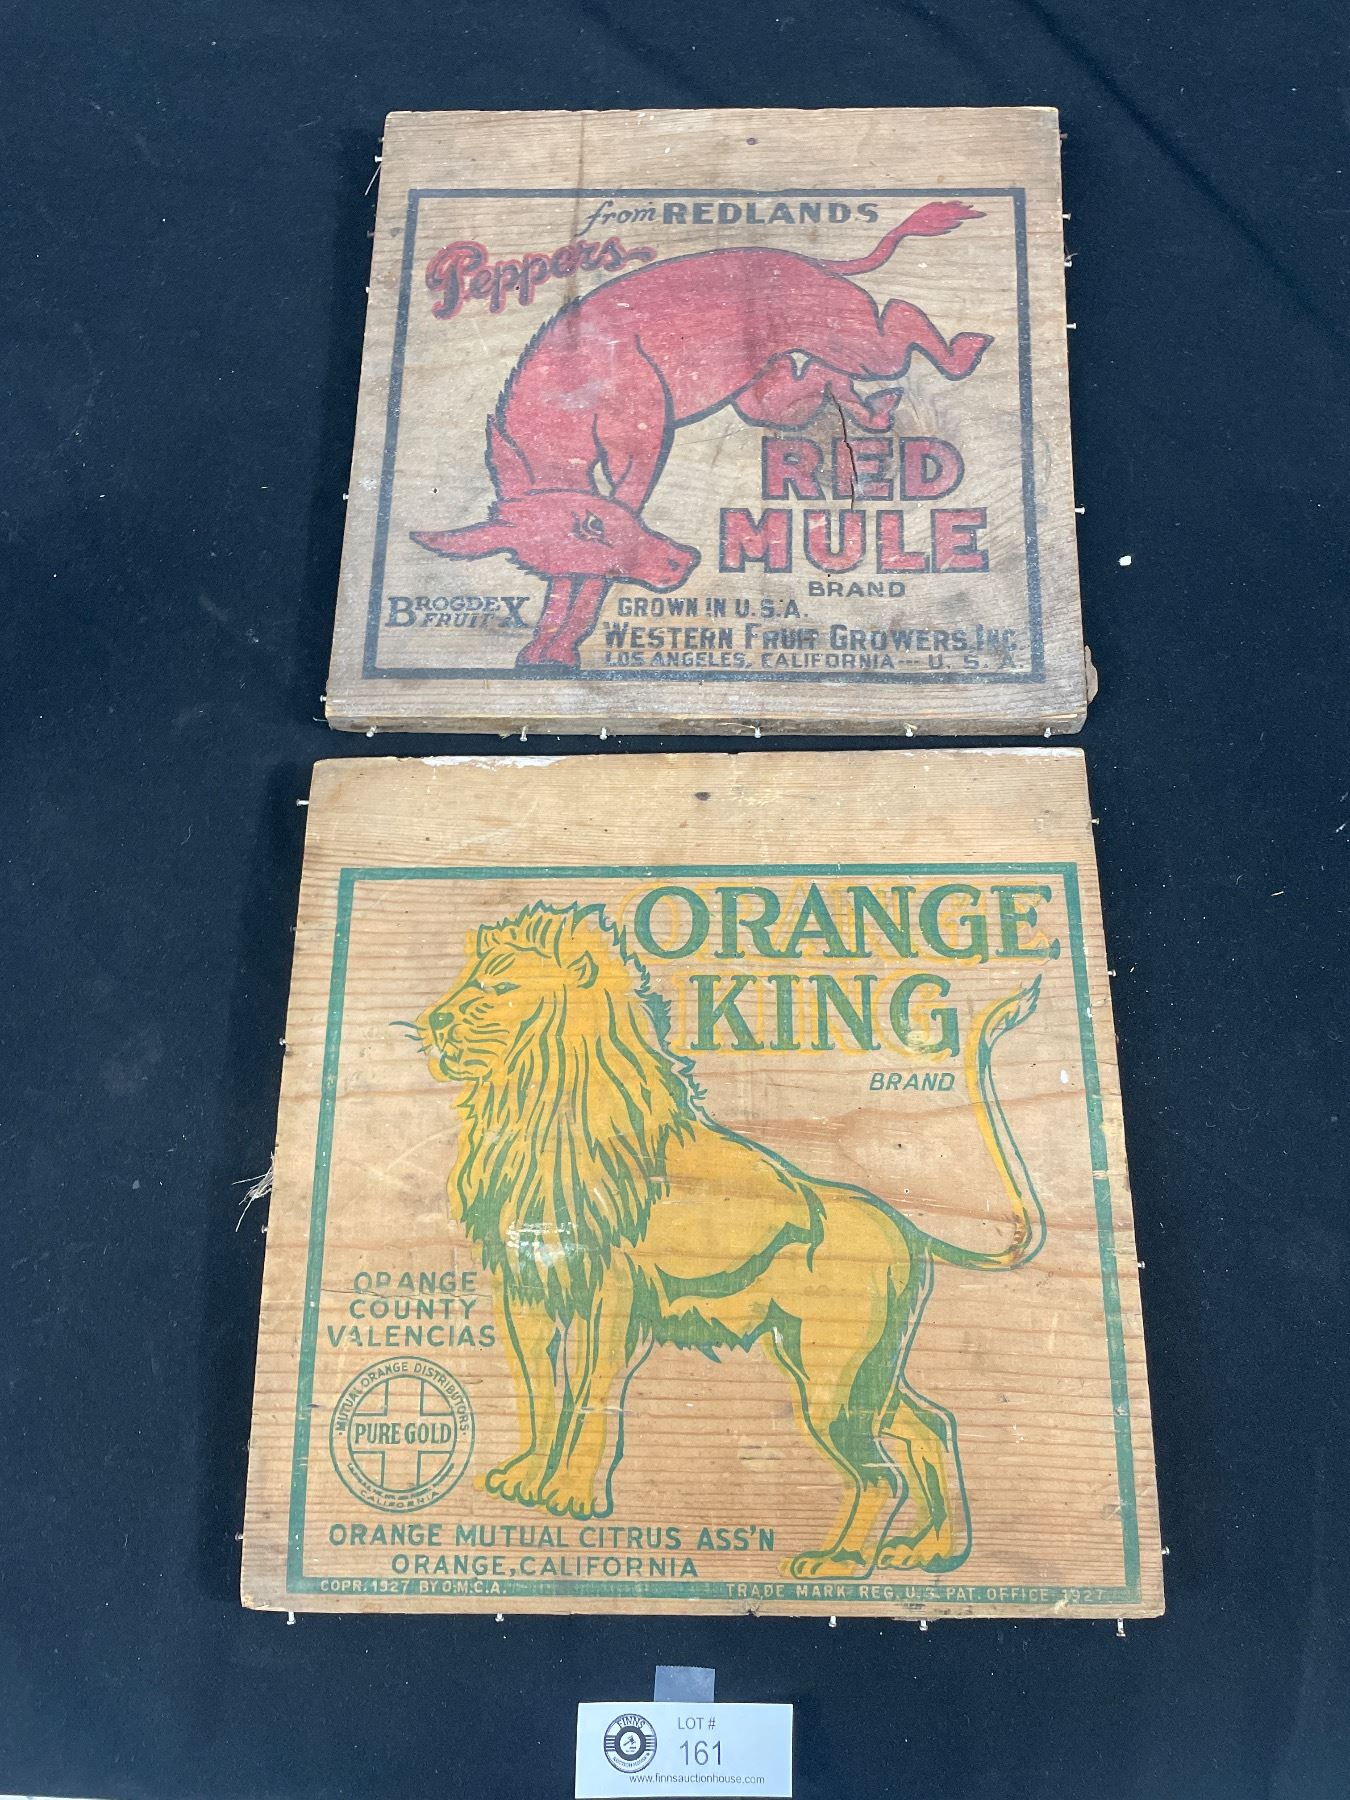 from REDLANDS
Peppers
RED
MULE
BRAND
BROGDEX
FRUIT
GROWN IN U.S.A.
WESTERN FRUIT GROWERS, INC.
LOS ANGELES, CALIFORNIA --- U. S. A.
ORANGE
KING
BRAND
ORANGE
COUNTY
VALENCIAS
MUTUAL ORANGE DISTRIBUTORS
PURE GOLD
CALIFORNIA
ORANGE MUTUAL CITRUS ASS'N
ORANGE, CALIFORNIA
COPR. 1927 BY O.M.C.A.
TRADE MARK REG. U.S. PAT. OFFICE 1927
FINNS
LOT #
161
www.finnsauctionhouse.com